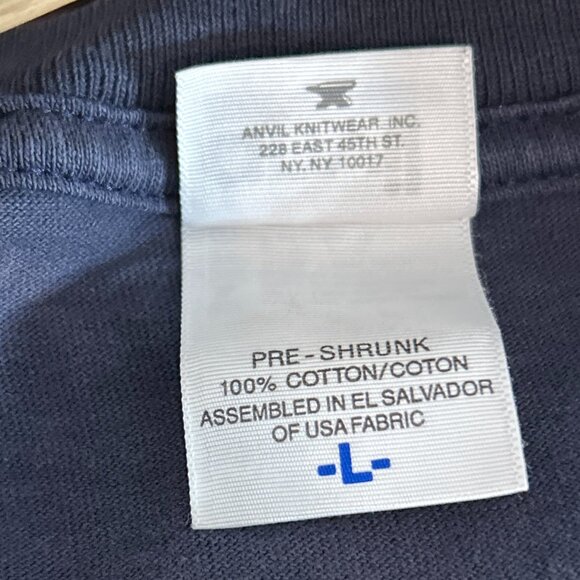 ANVIL KNITWEAR, INC.
228 EAST 45TH ST.
NY. NY 10017
PRE-SHRUNK
100% COTTON/COTON
ASSEMBLED IN EL SALVADOR
OF USA FABRIC
-L-